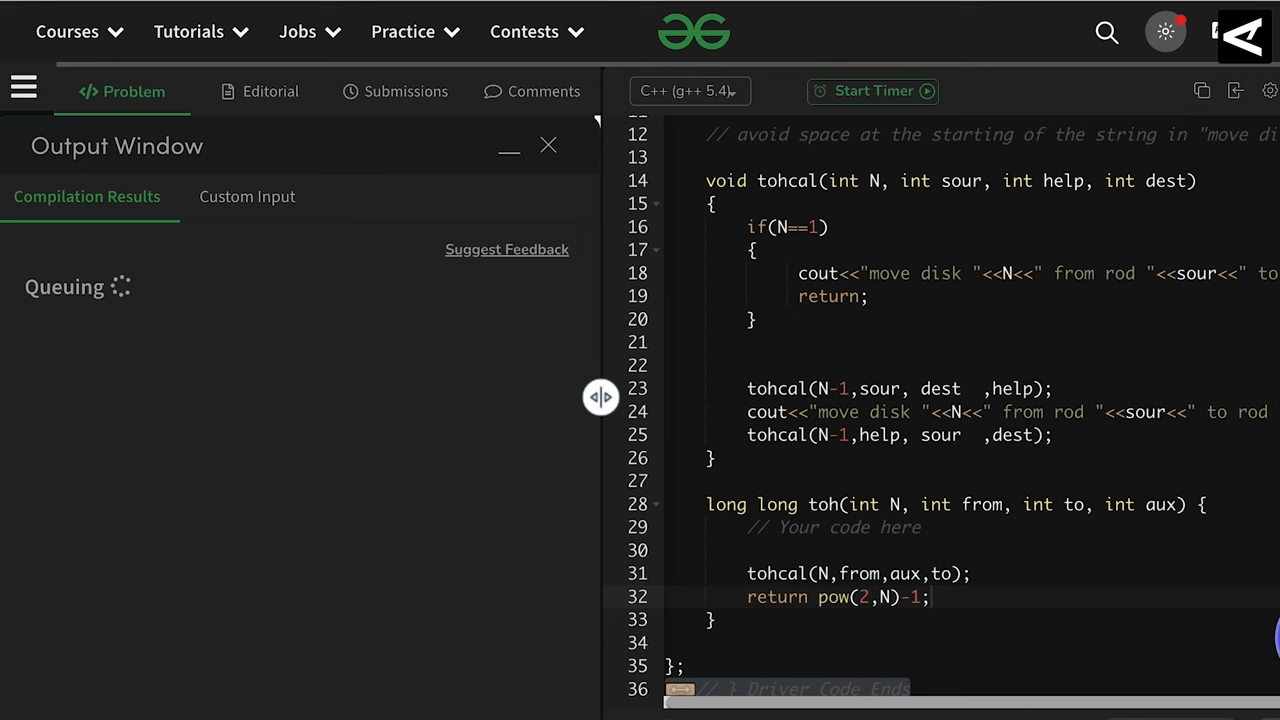 Courses Tutorials Jobs Practice Contests
Problem Editorial Submissions Comments
C++ (g++ 5.4) Start Timer
Output Window
Compilation Results Custom Input
Suggest Feedback
Queuing
12 // avoid space at the starting of the string in "move di
13
14 void tohcal(int N, int sour, int help, int dest)
15 {
16 if(N==1)
17 {
18 cout<<"move disk "<<N<<" from rod "<<sour<<" to
19 return;
20 }
21
22
23 tohcal(N-1,sour, dest  ,help);
24 cout<<"move disk "<<N<<" from rod "<<sour<<" to rod
25 tohcal(N-1,help, sour  ,dest);
26 }
27
28 long long toh(int N, int from, int to, int aux) {
29 // Your code here
30
31 tohcal(N,from,aux,to);
32 return pow(2,N)-1;
33 }
34
35 };
36 // } Driver Code Ends